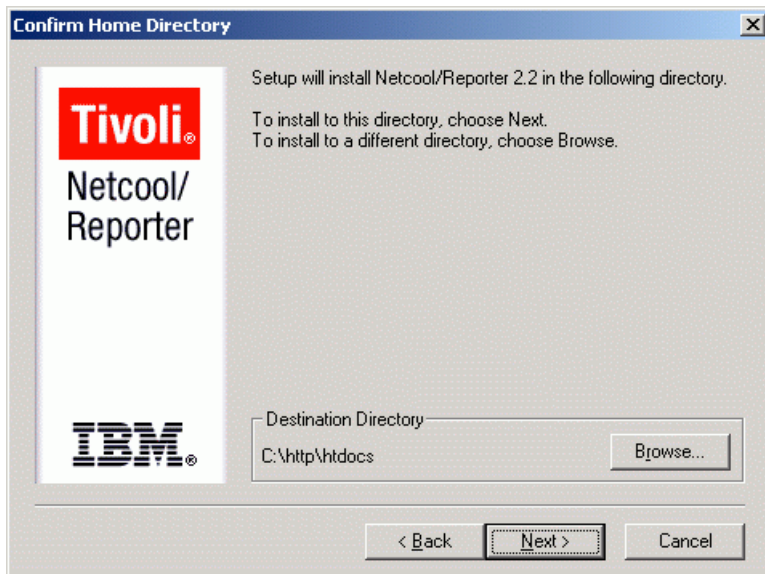 Confirm Home Directory
Tivoli®
Netcool/
Reporter
IBM®
Setup will install Netcool/Reporter 2.2 in the following directory.
To install to this directory, choose Next.
To install to a different directory, choose Browse.
Destination Directory
C:\http\htdocs
Browse...
< Back
Next >
Cancel